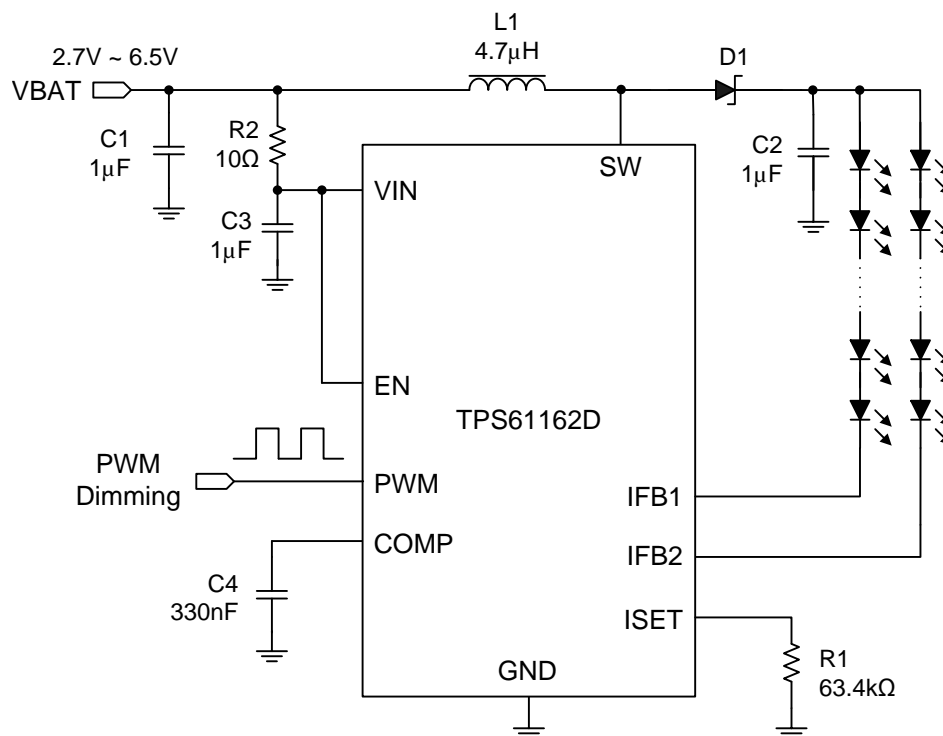 L1
4.7μH
D1
2.7V ~ 6.5V
VBAT
C1
1μF
R2
10Ω
C3
1μF
VIN
SW
C2
1μF
EN
TPS61162D
PWM
Dimming
PWM
IFB1
COMP
IFB2
C4
330nF
ISET
R1
63.4kΩ
GND